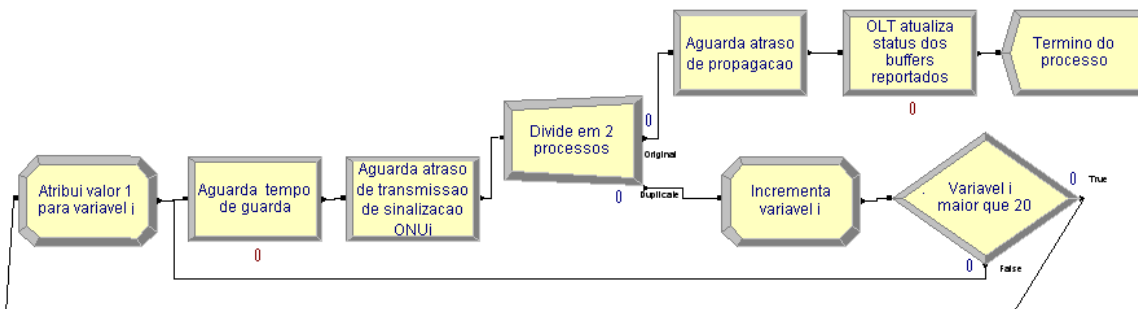 Atribui valor 1
para variavel i
Aguarda tempo
de guarda
0
Aguarda atraso
de transmissao
de sinalizacao
ONUi
Divide em 2
processos
0
Original
0
Duplicate
Aguarda atraso
de propagacao
OLT atualiza
status dos
buffers
reportados
0
Termino do
processo
Incrementa
variavel i
Variavel i
maior que 20
0
True
0
False